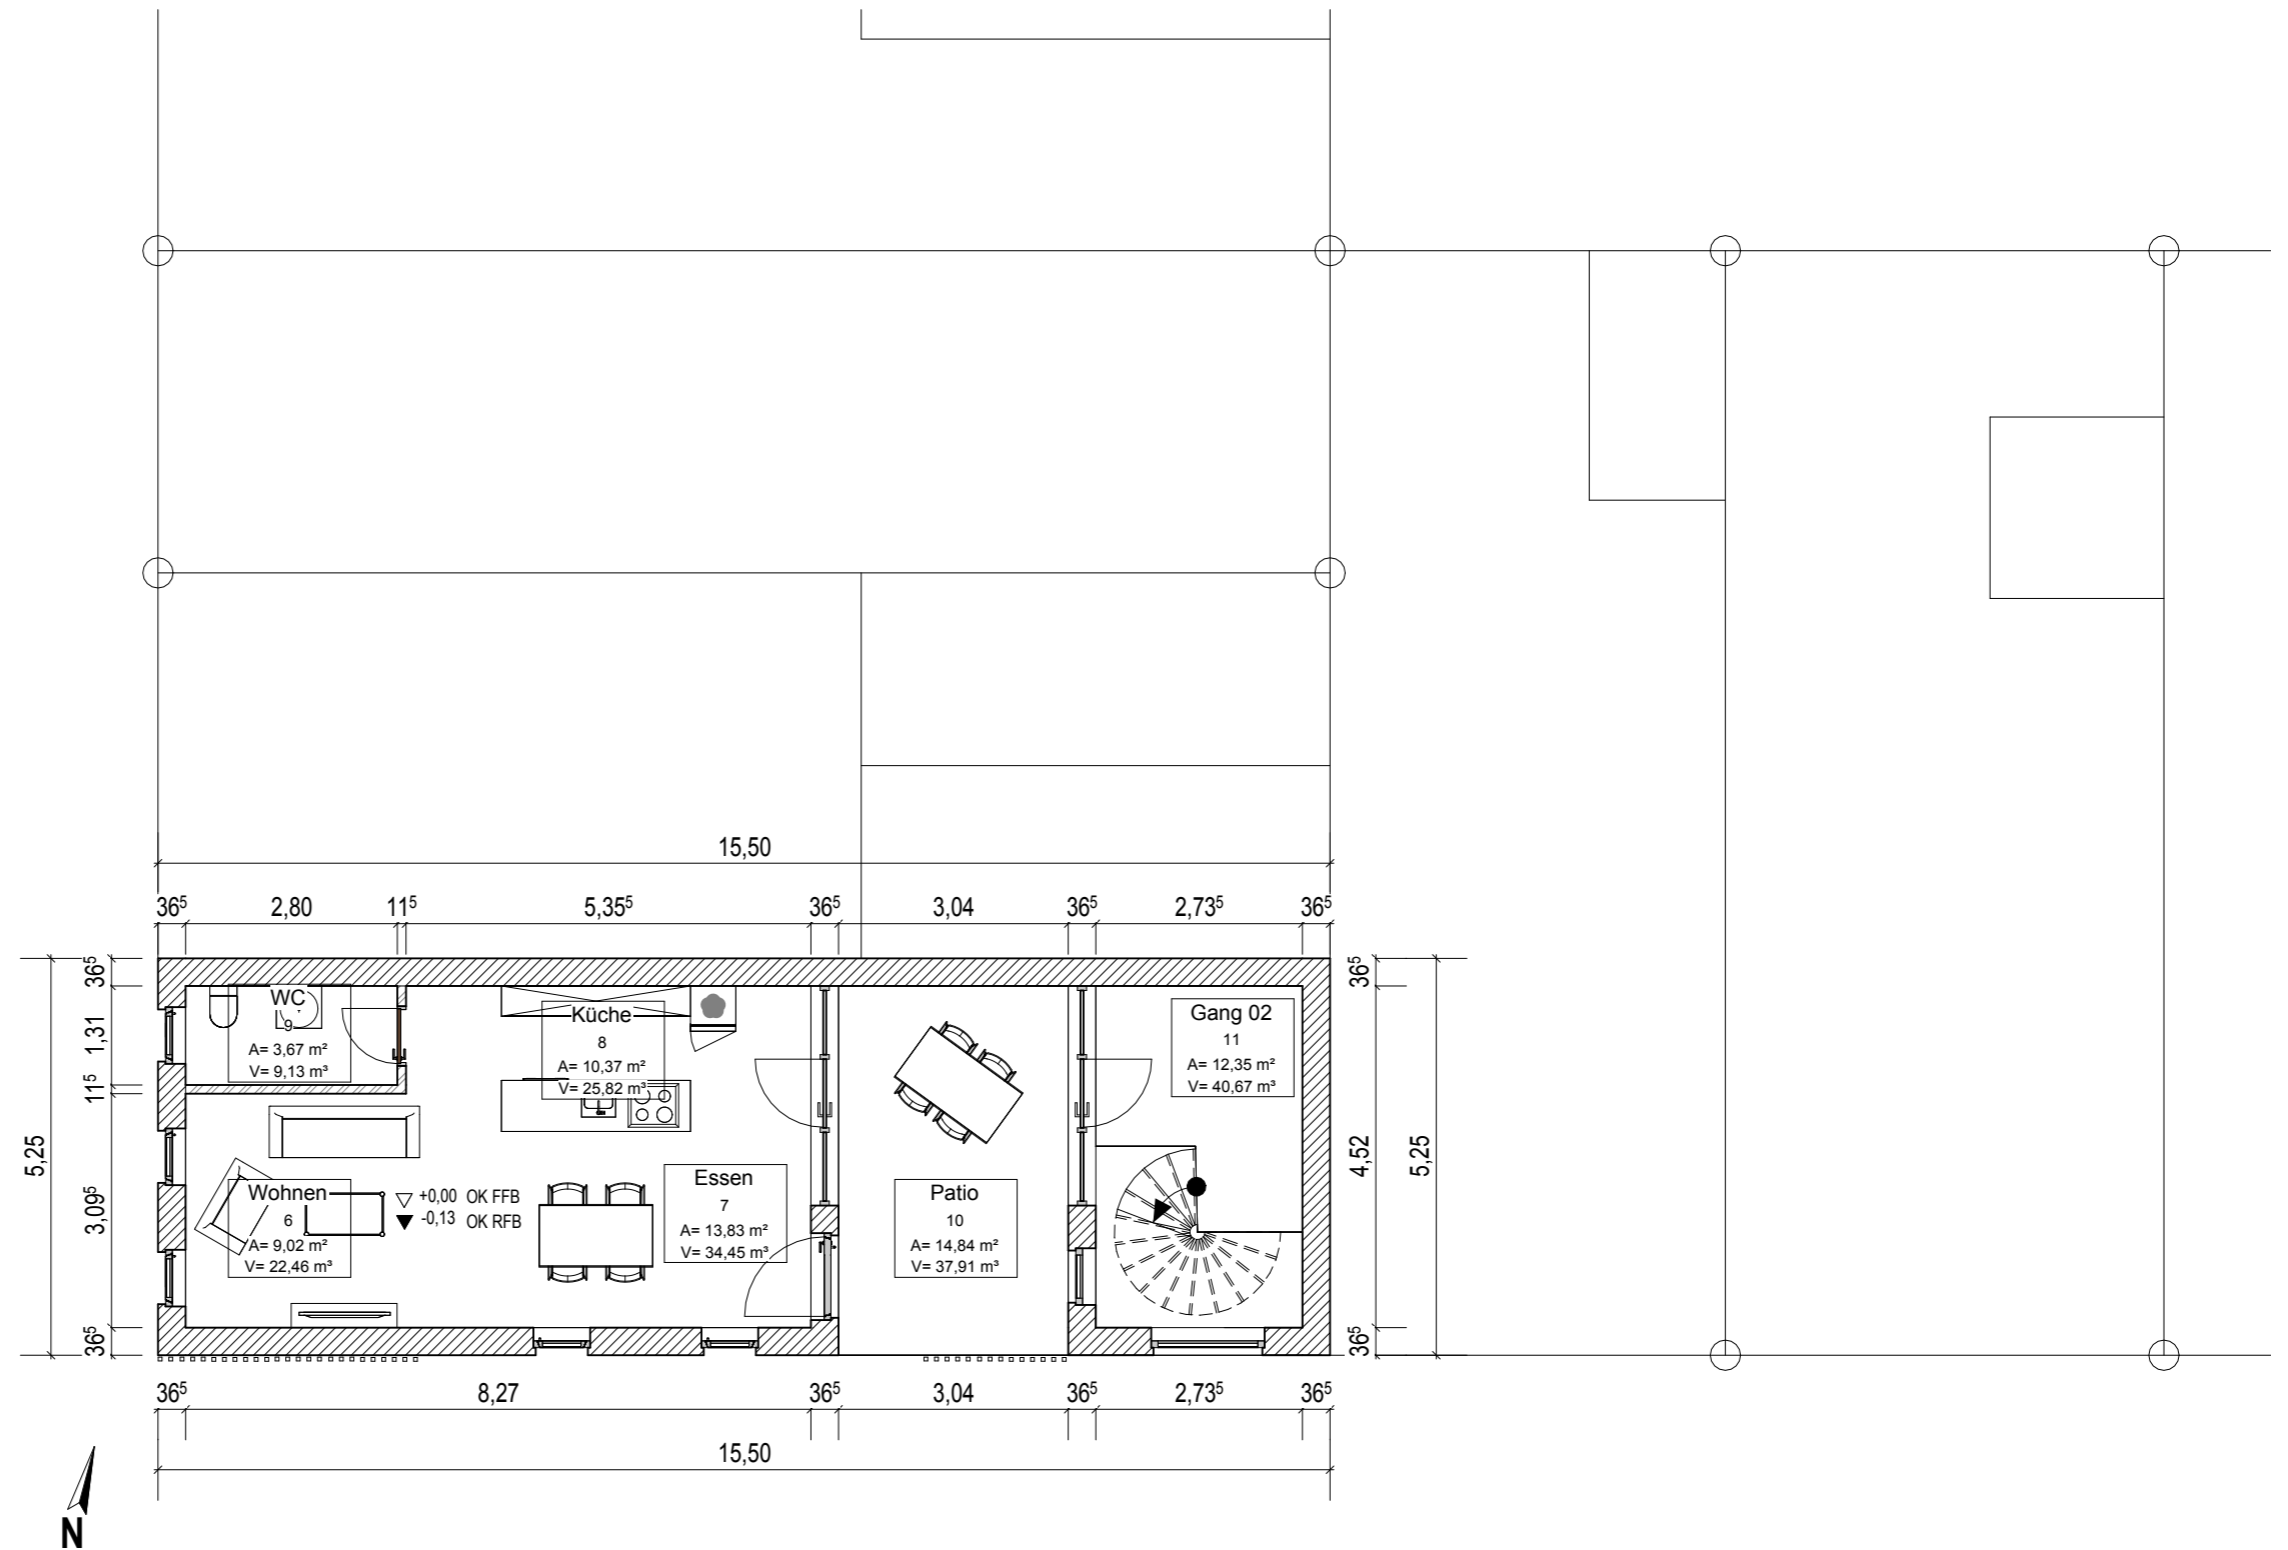 15,50
36⁵ 2,80 11⁵ 5,35⁵ 36⁵ 3,04 36⁵ 2,73⁵ 36⁵
5,25
36⁵
1,31
11⁵
3,09⁵
36⁵
WC
9
A= 3,67 m²
V= 9,13 m³
Küche
8
A= 10,37 m²
V= 25,82 m³
Gang 02
11
A= 12,35 m²
V= 40,67 m³
Wohnen
6
A= 9,02 m²
V= 22,46 m³
+0,00 OK FFB
-0,13 OK RFB
Essen
7
A= 13,83 m²
V= 34,45 m³
Patio
10
A= 14,84 m²
V= 37,91 m³
36⁵
4,52
36⁵
5,25
36⁵ 8,27 36⁵ 3,04 36⁵ 2,73⁵ 36⁵
15,50
N